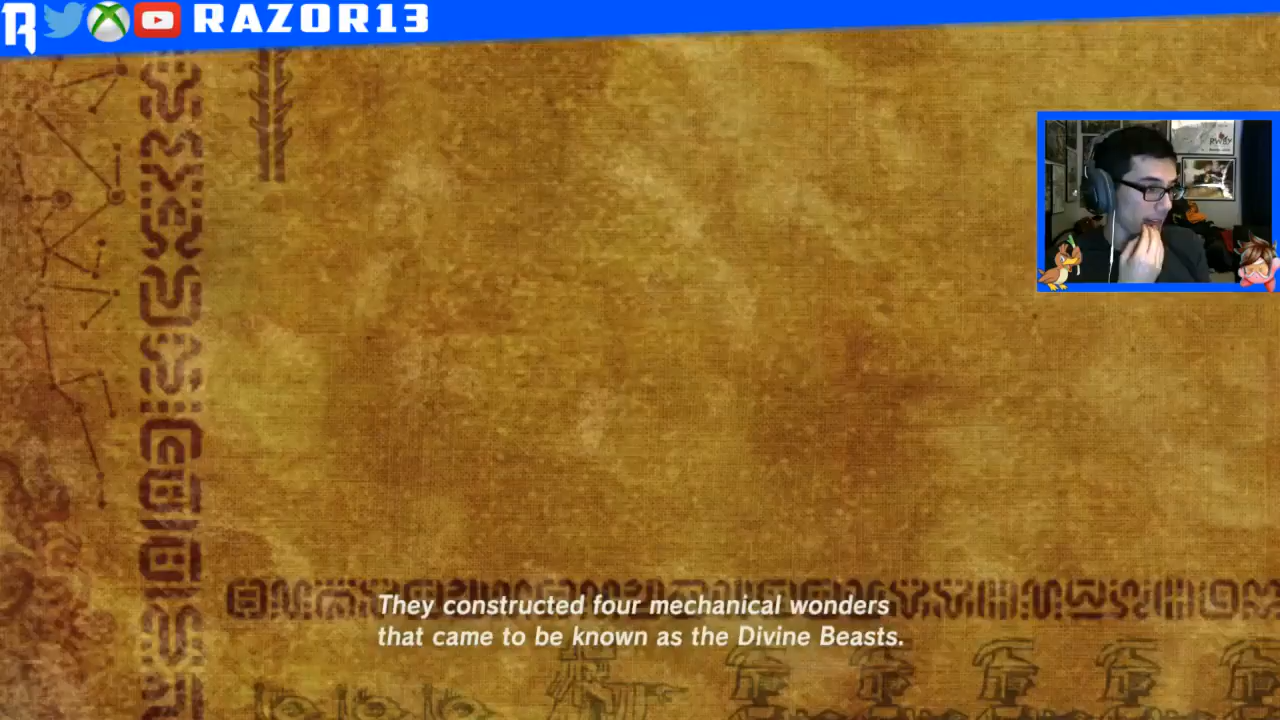 RAZOR13
They constructed four mechanical wonders
that came to be known as the Divine Beasts.